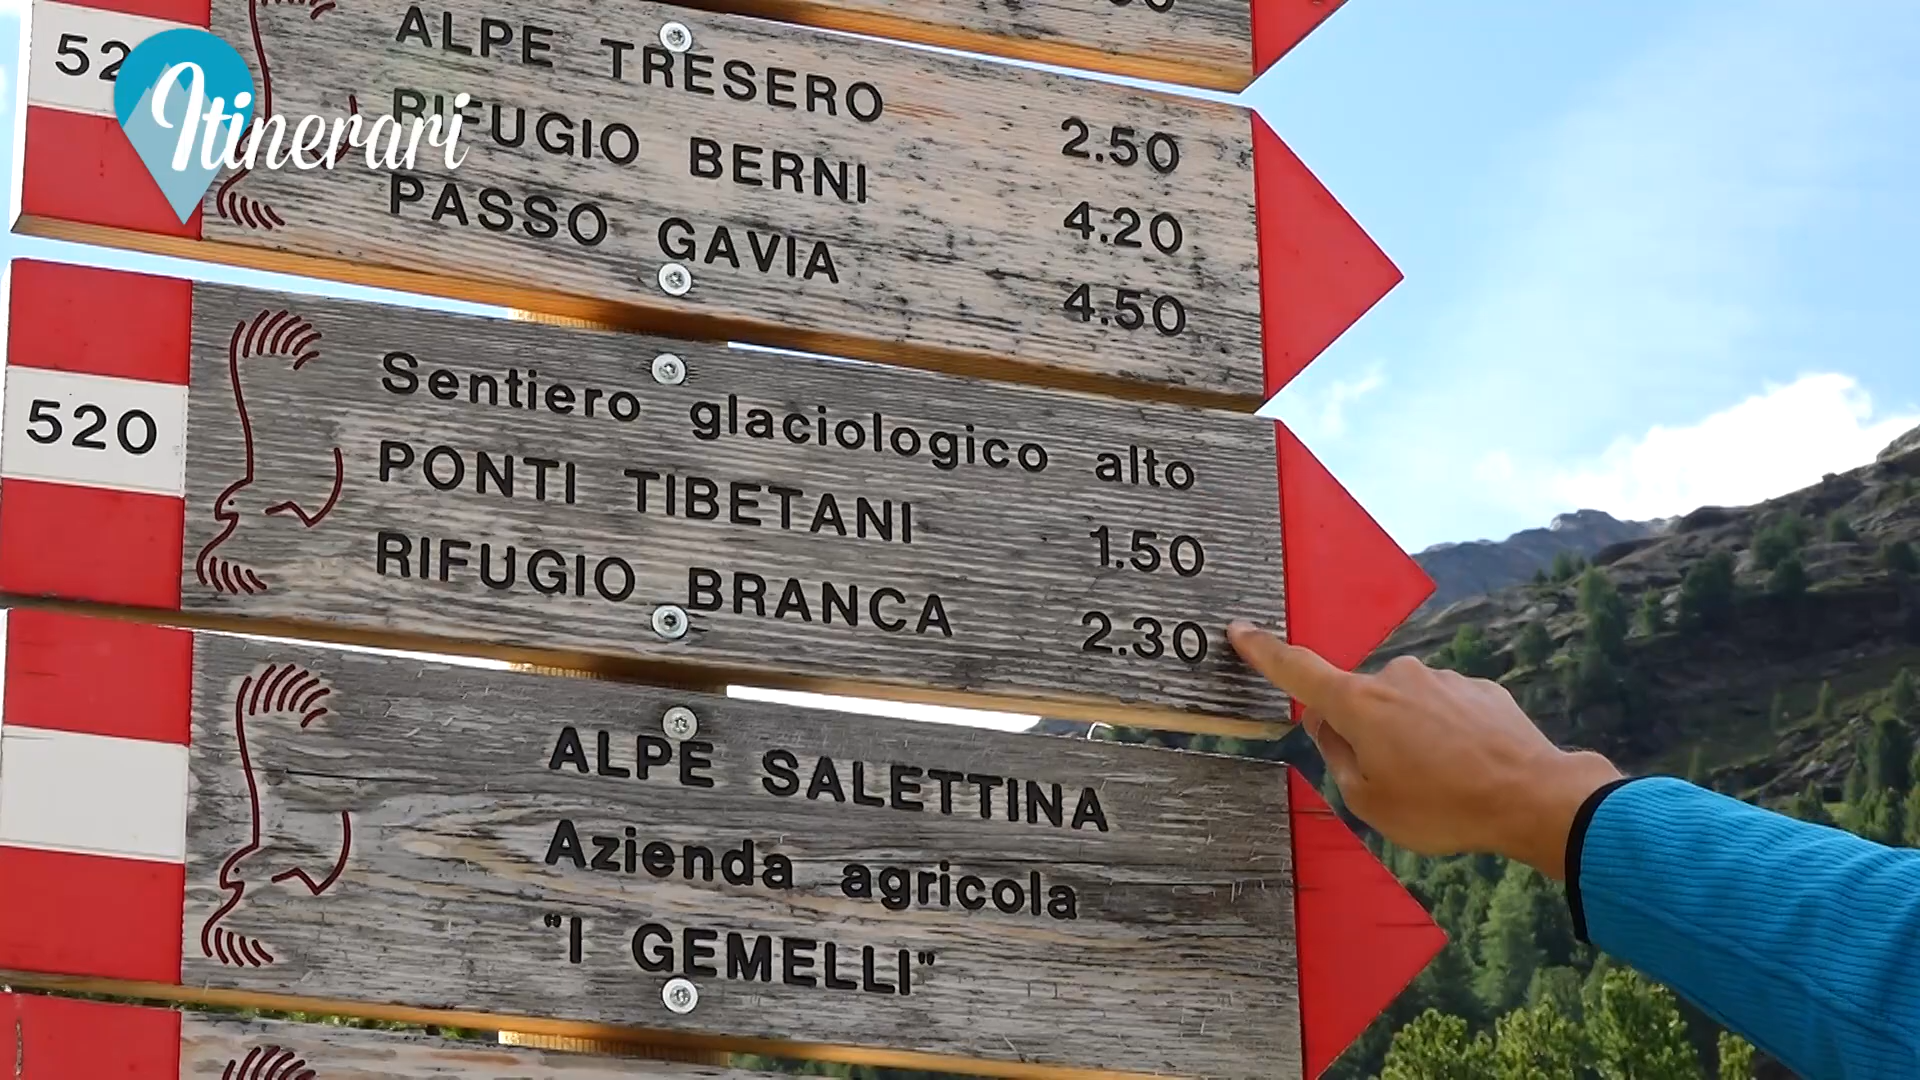 52
Itinerari
ALPE TRESERO 2.50
RIFUGIO BERNI 4.20
PASSO GAVIA 4.50
520
Sentiero glaciologico alto
PONTI TIBETANI 1.50
RIFUGIO BRANCA 2.30
ALPE SALETTINA
Azienda agricola
"I GEMELLI"